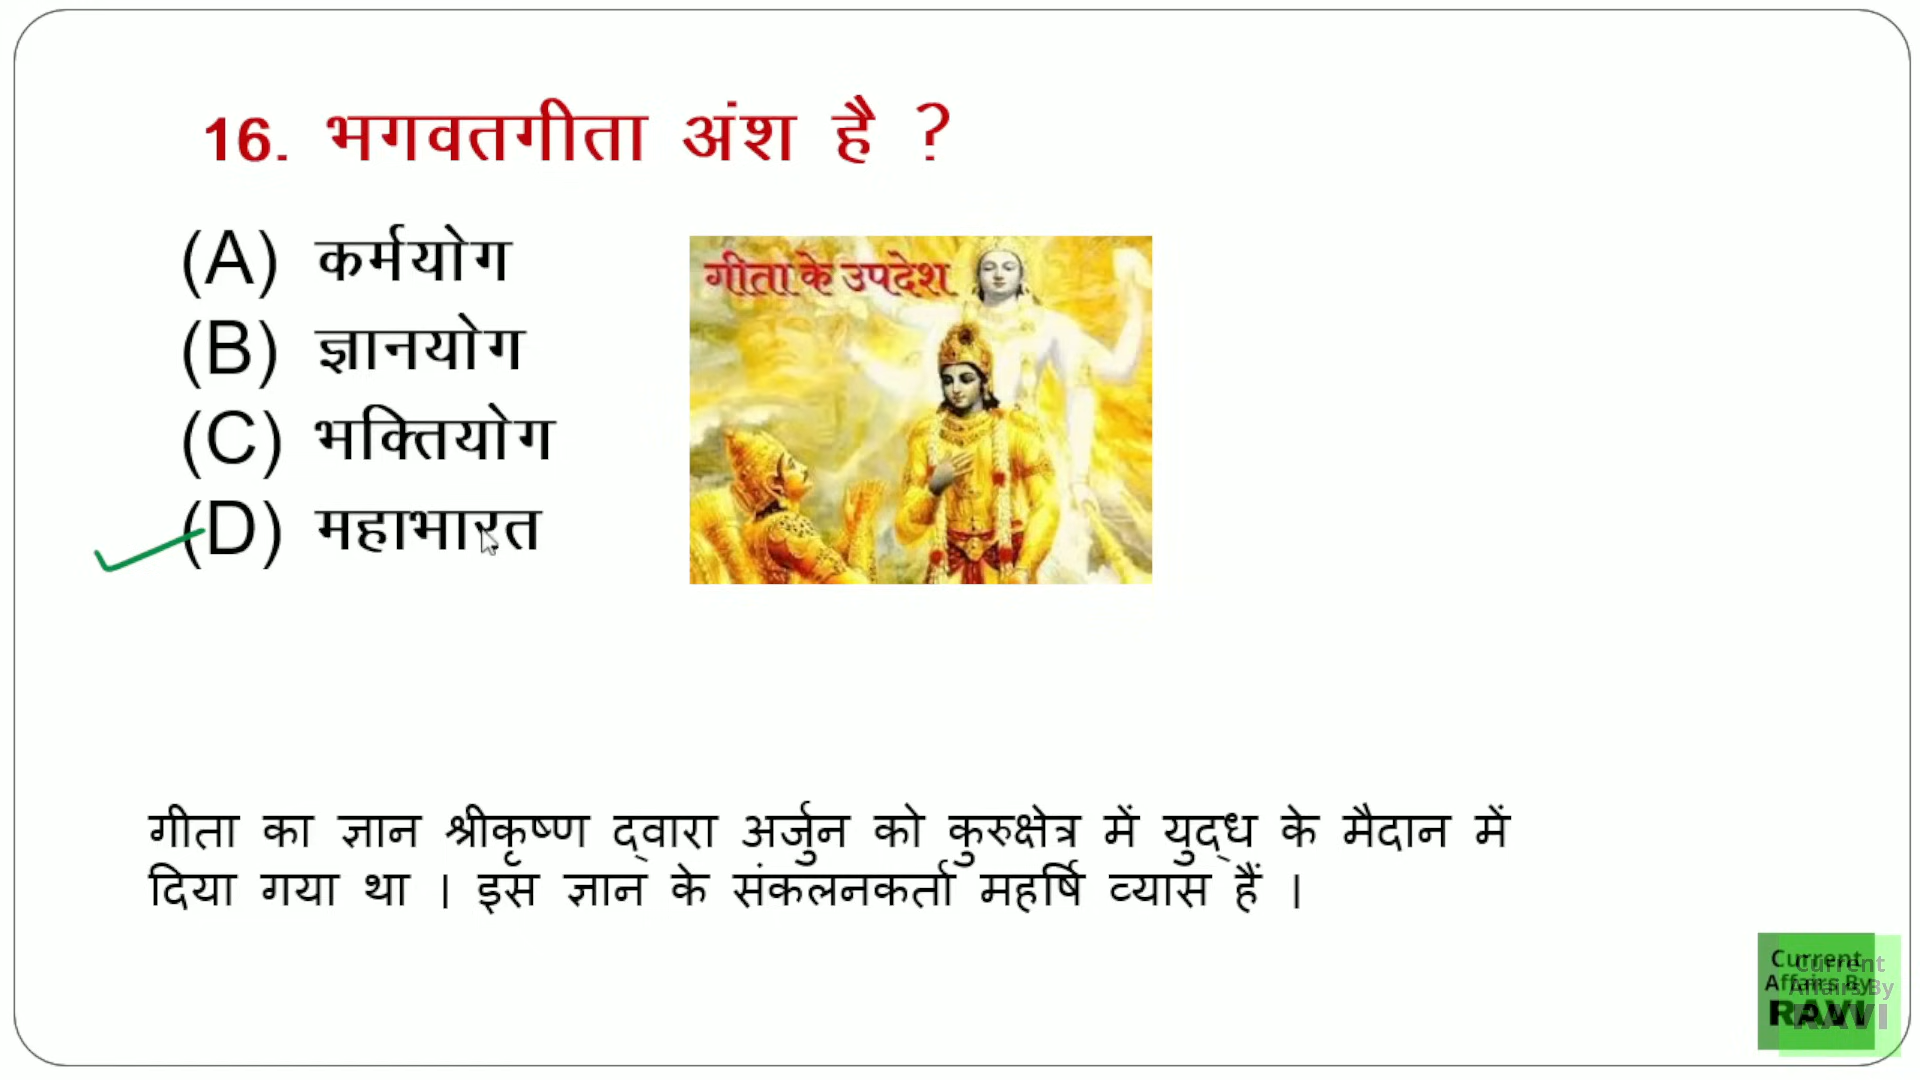 16. भगवतगीता अंश है ?
(A) कर्मयोग
(B) ज्ञानयोग
(C) भक्तियोग
(D) महाभारत
गीता के उपदेश
गीता का ज्ञान श्रीकृष्ण द्वारा अर्जुन को कुरुक्षेत्र में युद्ध के मैदान में
दिया गया था । इस ज्ञान के संकलनकर्ता महर्षि व्यास हैं ।
Current
Affairs By
RAVI